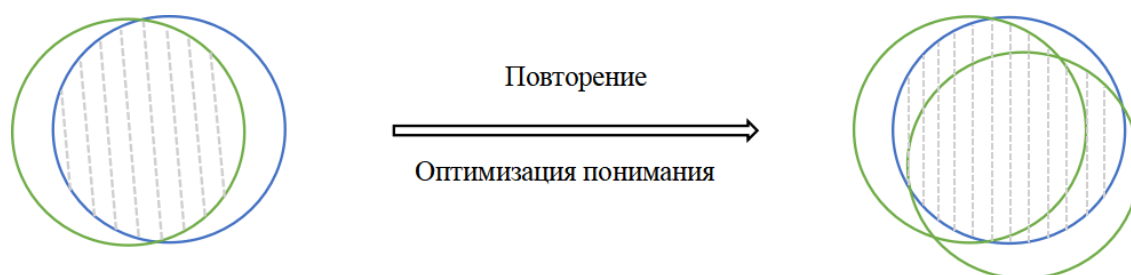 Повторение
Оптимизация понимания